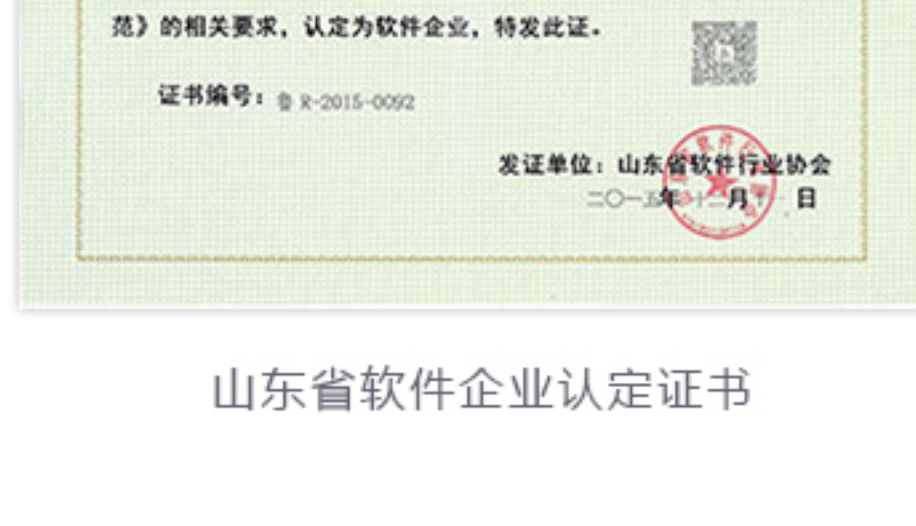 范》的相关要求，认定为软件企业，特发此证。
证书编号：鲁 R-2015-0092
发证单位：山东省软件行业协会
二〇一五年十二月 日
山东省软件企业认定证书